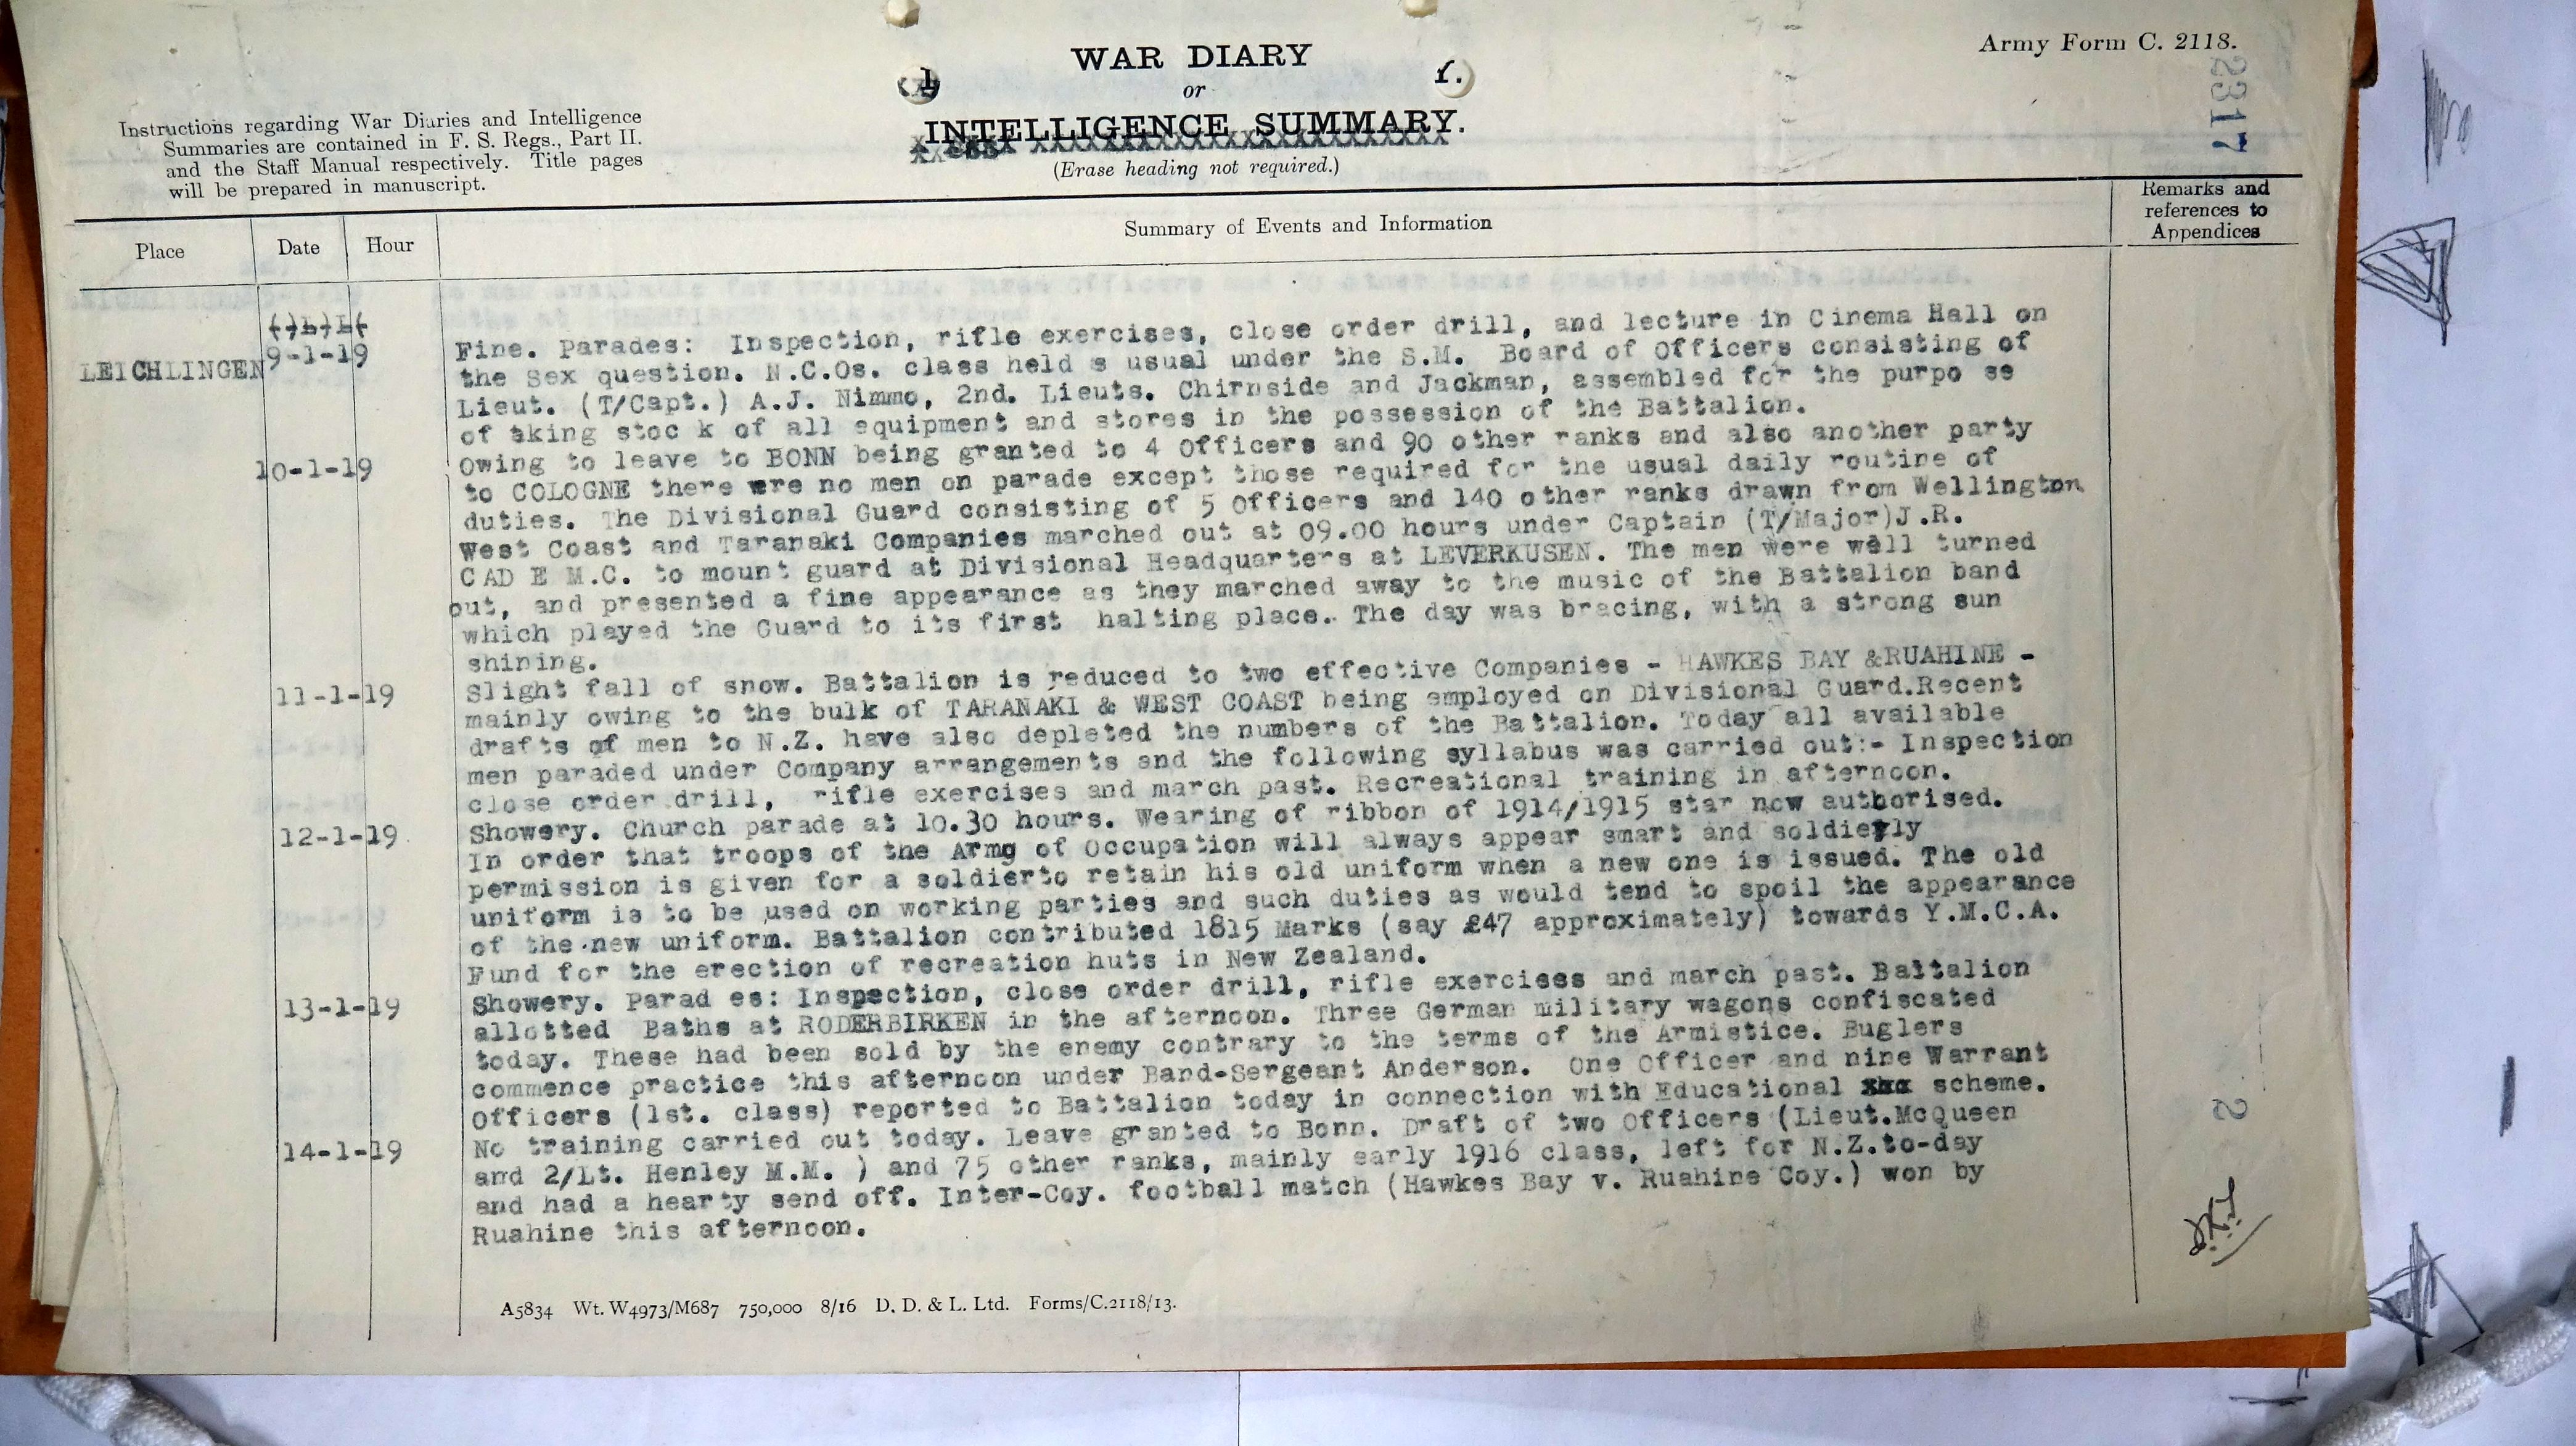 Army Form C. 2118.
WAR DIARY
or
INTELLIGENCE SUMMARY.
(Erase heading not required.)
Instructions regarding War Diaries and Intelligence
Summaries are contained in F. S. Regs., Part II.
and the Staff Manual respectively. Title pages
will be prepared in manuscript.
2317
Place
Date
Hour
Summary of Events and Information
Remarks and
references to
Appendices
LEICHLINGEN
9-1-19
Fine. Parades: Inspection, rifle exercises, close order drill, and lecture in Cinema Hall on
the Sex question. N.C.Os. class held s usual under the S.M. Board of Officers consisting of
Lieut. (T/Capt.) A.J. Nimmo, 2nd. Lieuts. Chirnside and Jackman, assembled for the purpo se
of aking stoc k of all equipment and stores in the possession of the Battalion.
10-1-19
Owing to leave to BONN being granted to 4 Officers and 90 other ranks and also another party
to COLOGNE there were no men on parade except those required for the usual daily routine of
duties. The Divisional Guard consisting of 5 Officers and 140 other ranks drawn from Wellington
West Coast and Taranaki Companies marched out at 09.00 hours under Captain (T/Major)J.R.
CAD E M.C. to mount guard at Divisional Headquarters at LEVERKUSEN. The men were well turned
out, and presented a fine appearance as they marched away to the music of the Battalion band
which played the Guard to its first halting place. The day was bracing, with a strong sun
shining.
11-1-19
Slight fall of snow. Battalion is reduced to two effective Companies - HAWKES BAY &RUAHINE -
mainly owing to the bulk of TARANAKI & WEST COAST being employed on Divisional Guard.Recent
drafts of men to N.Z. have also depleted the numbers of the Battalion. Today all available
men paraded under Company arrangements and the following syllabus was carried out:- Inspection
close order drill, rifle exercises and march past. Recreational training in afternoon.
12-1-19
Showery. Church parade at 10.30 hours. Wearing of ribbon of 1914/1915 star now authorised.
In order that troops of the Armg of Occupation will always appear smart and soldierly
permission is given for a soldierto retain his old uniform when a new one is issued. The old
uniform is to be used on working parties and such duties as would tend to spoil the appearance
of the new uniform. Battalion contributed 1815 Marks (say £47 approximately) towards Y.M.C.A.
Fund for the erection of recreation huts in New Zealand.
13-1-19
Showery. Parad es: Inspection, close order drill, rifle exercises and march past. Battalion
allotted Baths at RODERBIRKEN in the afternoon. Three German military wagons confiscated
today. These had been sold by the enemy contrary to the terms of the Armistice. Buglers
commence practice this afternoon under Band-Sergeant Anderson. One Officer and nine Warrant
Officers (1st. class) reported to Battalion today in connection with Educational scheme.
14-1-19
No training carried out today. Leave granted to Bonn. Draft of two Officers (Lieut.McQueen
and 2/Lt. Henley M.M. ) and 75 other ranks, mainly early 1916 class, left for N.Z.to-day
and had a hearty send off. Inter-Coy. football match (Hawkes Bay v. Ruahine Coy.) won by
Ruahine this afternoon.
2
A5834 Wt. W4973/M687 750,000 8/16 D. D. & L. Ltd. Forms/C.2118/13.